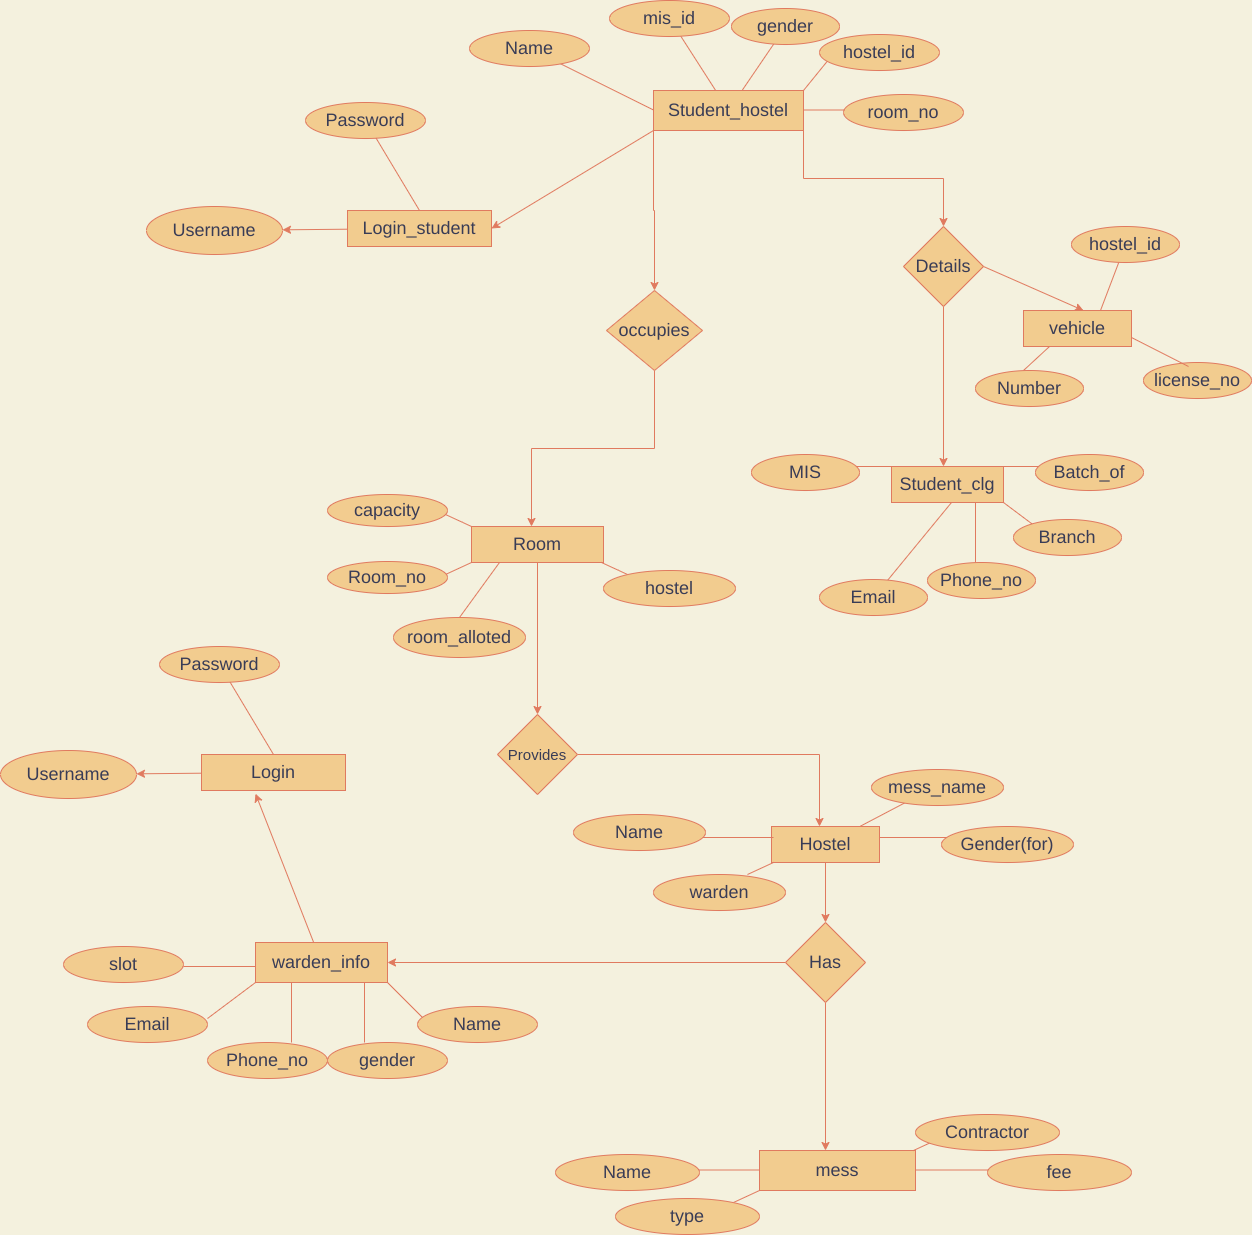 mis_id
gender
Name
hostel_id
Student_hostel
room_no
Password
Username
Login_student
hostel_id
Details
occupies
vehicle
Number
license_no
MIS
Batch_of
Student_clg
capacity
Branch
Room
Room_no
Phone_no
hostel
Email
room_alloted
Password
Provides
Username
Login
mess_name
Name
Hostel
Gender(for)
warden
slot
warden_info
Has
Email
Name
Phone_no
gender
Contractor
Name
mess
fee
type